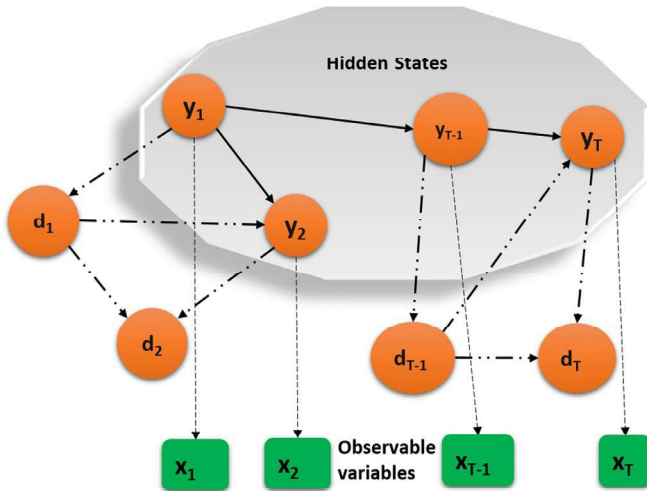 Hidden States
y1
yT-1
yT
d1
y2
d2
dT-1
dT
Observable
variables
x1
x2
xT-1
xT